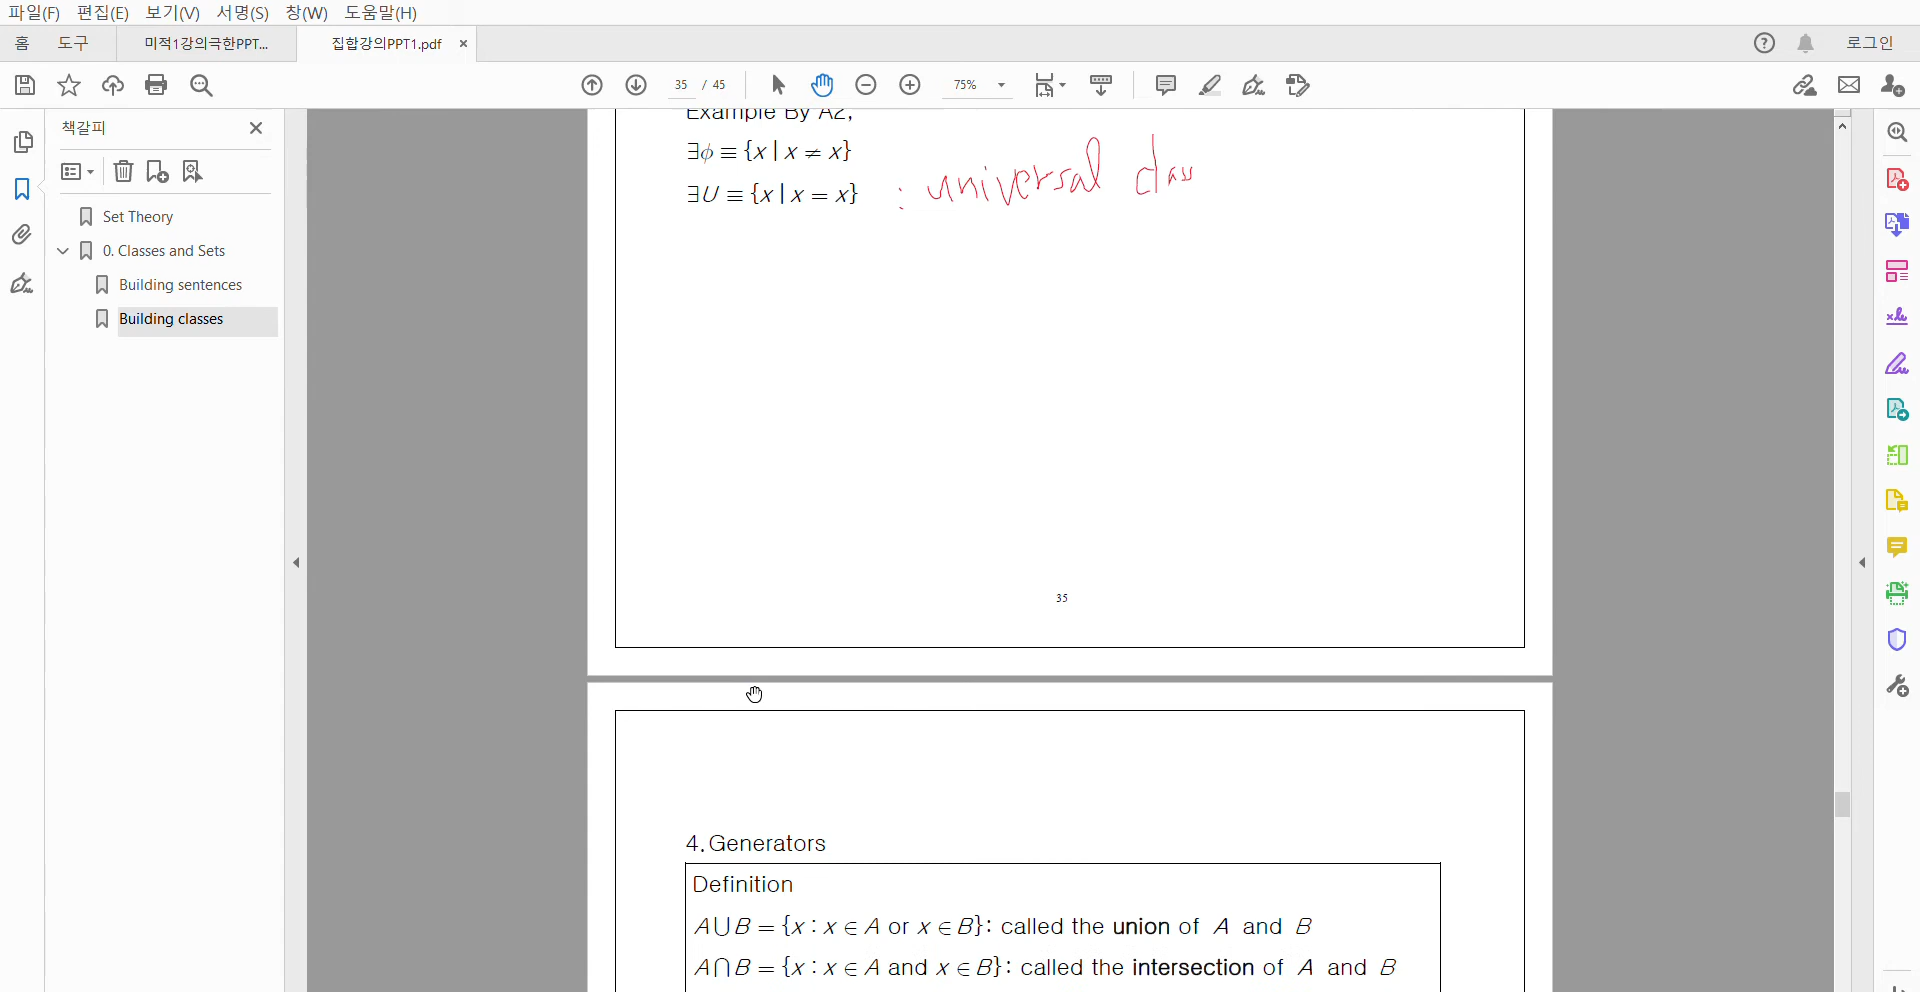 파일(F) 편집(E) 보기(V) 서명(S) 창(W) 도움말(H)
홈 도구 미적1강의극한PPT... 집합강의PPT1.pdf × 로그인
35 / 45 75%
책갈피
Set Theory
0. Classes and Sets
Building sentences
Building classes
Example By A2,
∃ϕ ≡ {x | x ≠ x}
∃U ≡ {x | x = x} : universal class
35
4. Generators
Definition
A⋃B = {x : x ∈ A or x ∈ B}: called the union of A and B
A⋂B = {x : x ∈ A and x ∈ B}: called the intersection of A and B